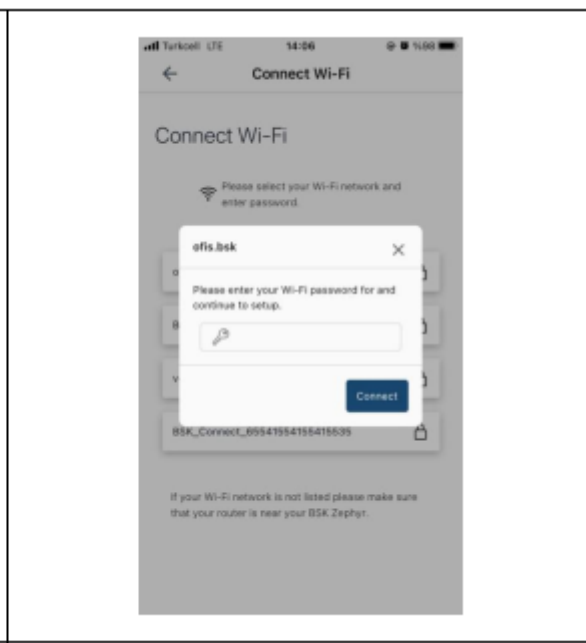 Turkcell LTE 14:06 %98
Connect Wi-Fi
Connect Wi-Fi
Please select your Wi-Fi network and
enter password.
ofis.bsk
Please enter your Wi-Fi password for and
continue to setup.
Connect
BSK_Connect_65541554155415535
If your Wi-Fi network is not listed please make sure
that your router is near your BSK Zephyr.